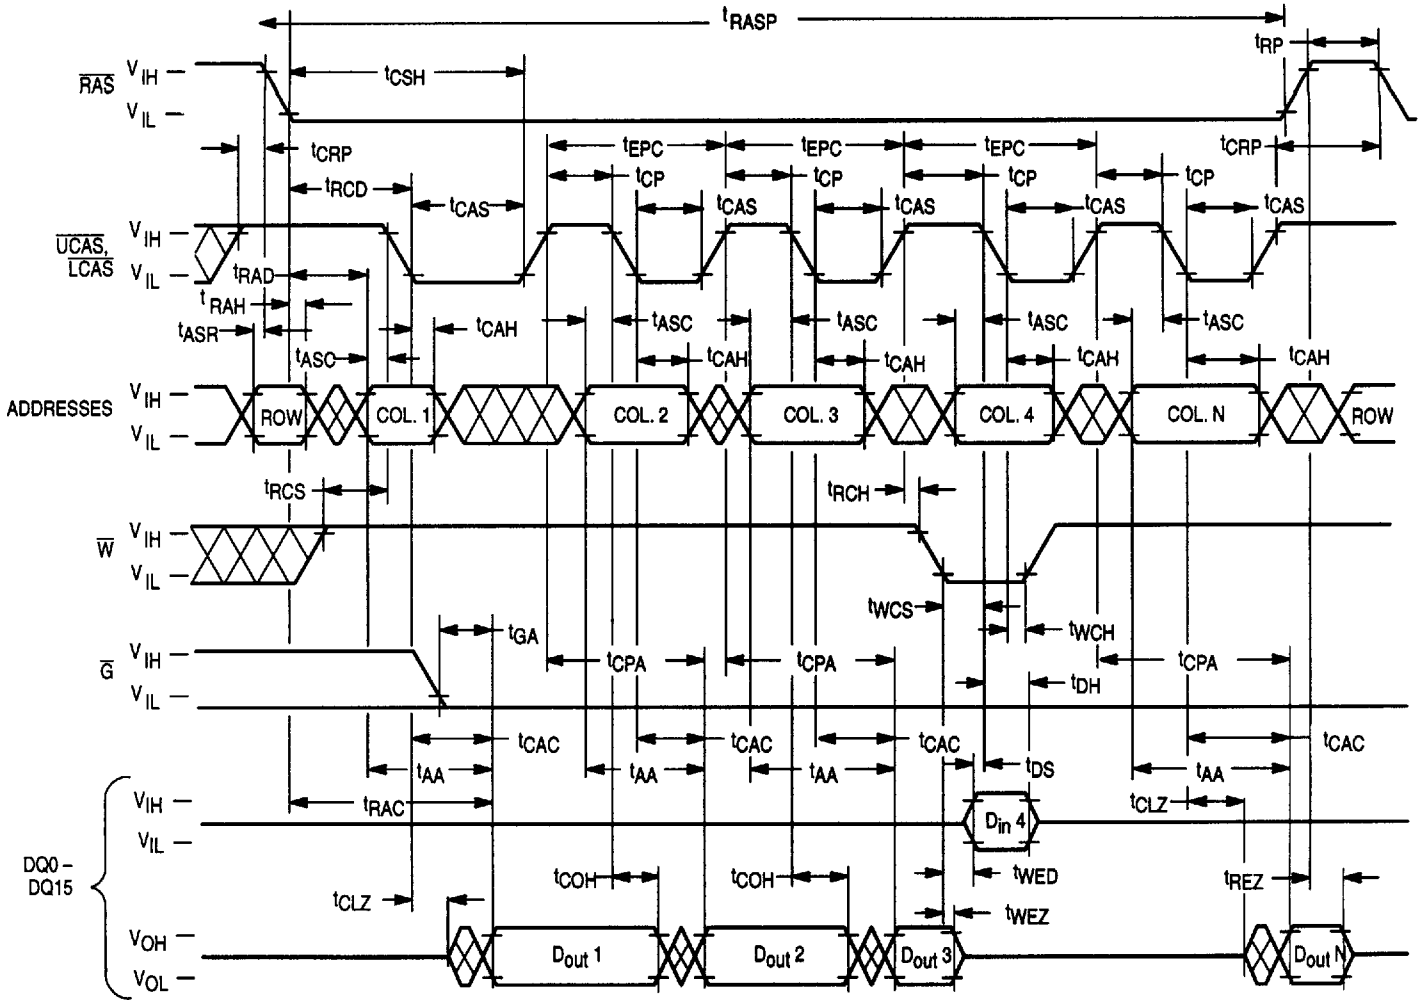 tRASP
tRP
RAS VIH
tCSH
VIL
tCRP tEPC tEPC tEPC tCRP
tRCD tCP tCP tCP tCP
tCAS tCAS tCAS tCAS tCAS
UCAS, VIH
LCAS VIL
tRAD
tRAH
tASR tCAH tASC tASC tASC tASC
tASC tCAH tCAH tCAH tCAH
ADDRESSES VIH
ROW COL. 1 COL. 2 COL. 3 COL. 4 COL. N ROW
VIL
tRCS tRCH
W VIH
VIL
tWCS
tGA tWCH
G VIH
tCPA tCPA tCPA
VIL
tDH
tCAC tCAC tCAC tCAC
tAA tAA tAA tDS tAA
VIH
tRAC tCLZ
Din 4
VIL
DQ0 –
DQ15
tCOH tCOH tWED tREZ
tCLZ
tWEZ
VOH
Dout 1 Dout 2 Dout 3 Dout N
VOL